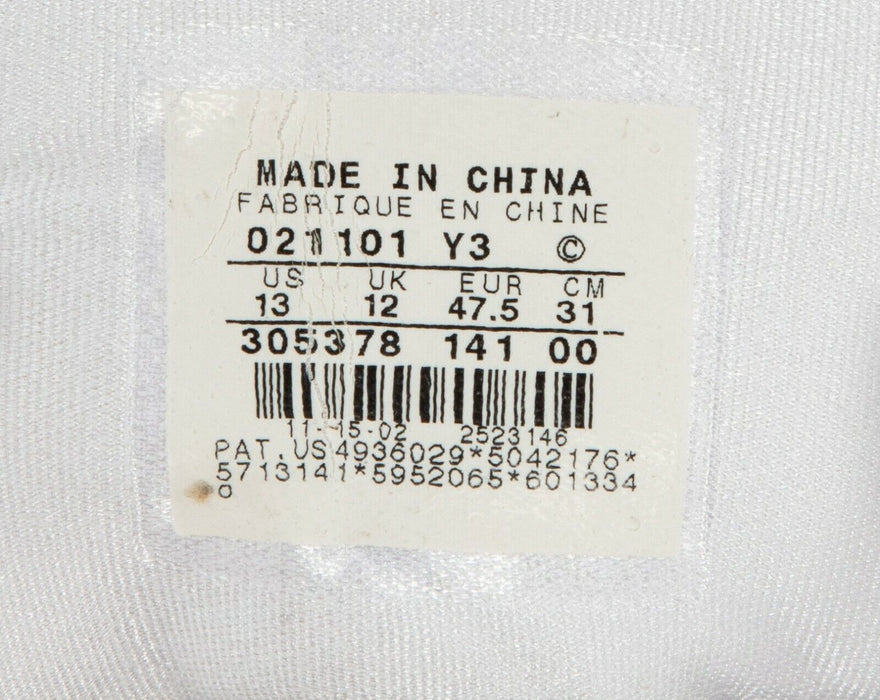 MADE IN CHINA
FABRIQUE EN CHINE
021101 Y3 ©
US UK EUR CM
13 12 47.5 31
305378 141 00
11-15-02 2523146
PAT.US4936029*5042176*
5713141*5952065*601334
0